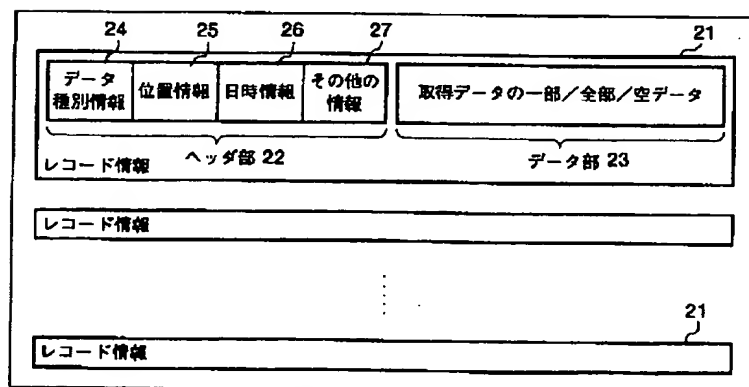 24 25 26 27 21
データ 種別情報 位置情報 日時情報 その他の 情報 取得データの一部／全部／空データ
ヘッダ部 22 データ部 23
レコード情報
レコード情報
21
レコード情報